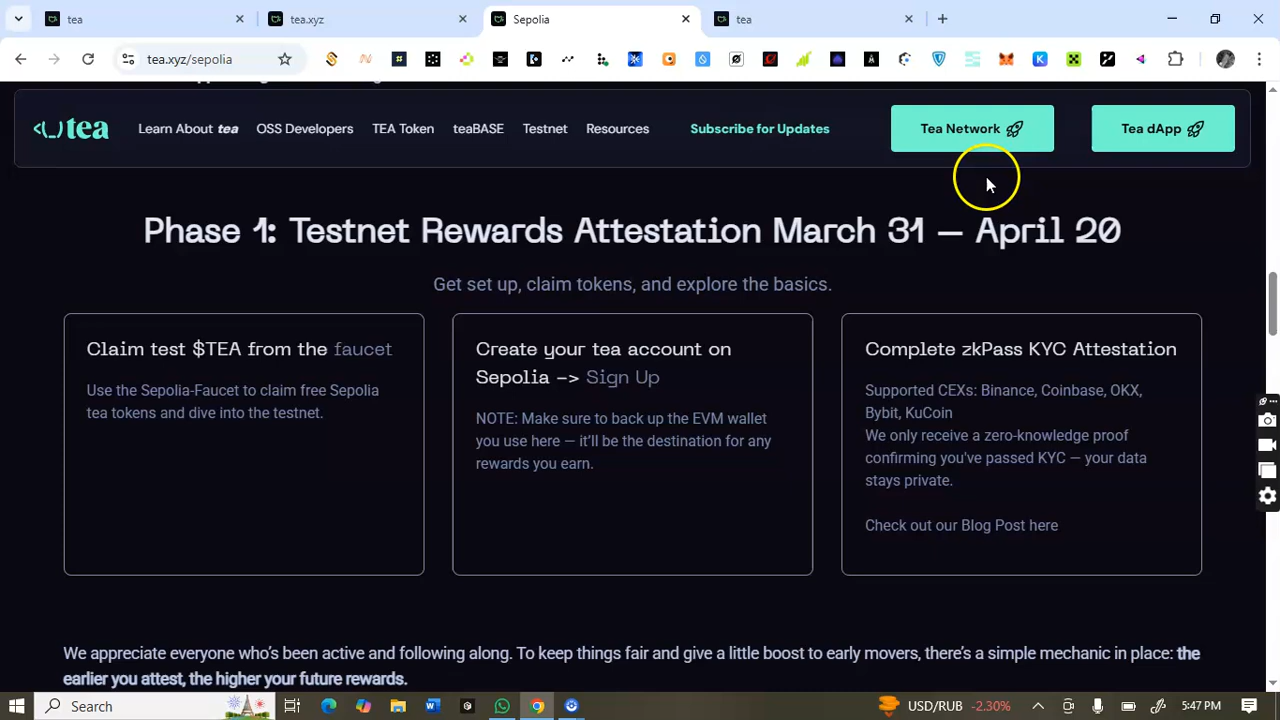 tea
tea.xyz
Sepolia
tea
tea.xyz/sepolia
tea
Learn About tea
OSS Developers
TEA Token
teaBASE
Testnet
Resources
Subscribe for Updates
Tea Network
Tea dApp
Phase 1: Testnet Rewards Attestation March 31 – April 20
Get set up, claim tokens, and explore the basics.
Claim test $TEA from the faucet
Use the Sepolia-Faucet to claim free Sepolia
tea tokens and dive into the testnet.
Create your tea account on
Sepolia -> Sign Up
NOTE: Make sure to back up the EVM wallet
you use here — it'll be the destination for any
rewards you earn.
Complete zkPass KYC Attestation
Supported CEXs: Binance, Coinbase, OKX,
Bybit, KuCoin
We only receive a zero-knowledge proof
confirming you've passed KYC — your data
stays private.
Check out our Blog Post here
We appreciate everyone who's been active and following along. To keep things fair and give a little boost to early movers, there's a simple mechanic in place: the
earlier you attest, the higher your future rewards.
Search
USD/RUB -2.30%
5:47 PM